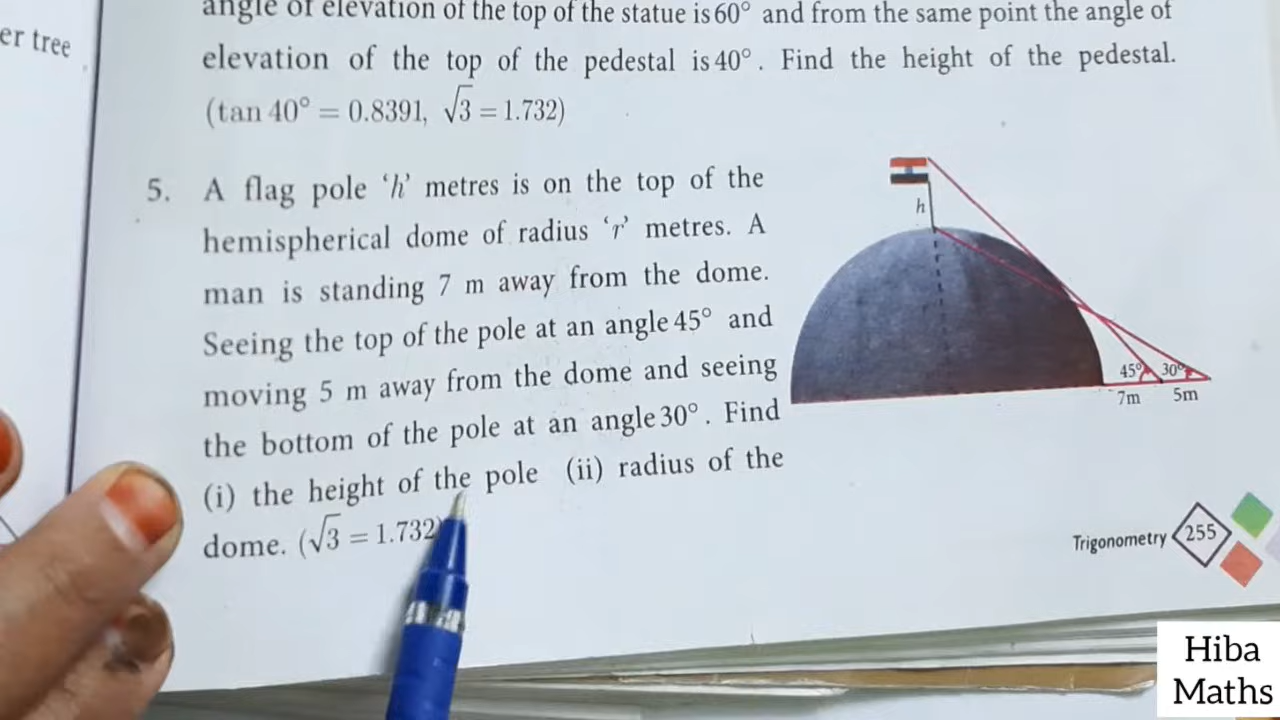 er tree
angle of elevation of the top of the statue is 60° and from the same point the angle of
elevation of the top of the pedestal is 40°. Find the height of the pedestal.
(tan 40° = 0.8391, √3 = 1.732)
5. A flag pole ‘h’ metres is on the top of the
hemispherical dome of radius ‘r’ metres. A
man is standing 7 m away from the dome.
Seeing the top of the pole at an angle 45° and
moving 5 m away from the dome and seeing
the bottom of the pole at an angle 30°. Find
(i) the height of the pole (ii) radius of the
dome. (√3 = 1.732)
h
45° 30°
7m 5m
Trigonometry 255
Hiba
Maths